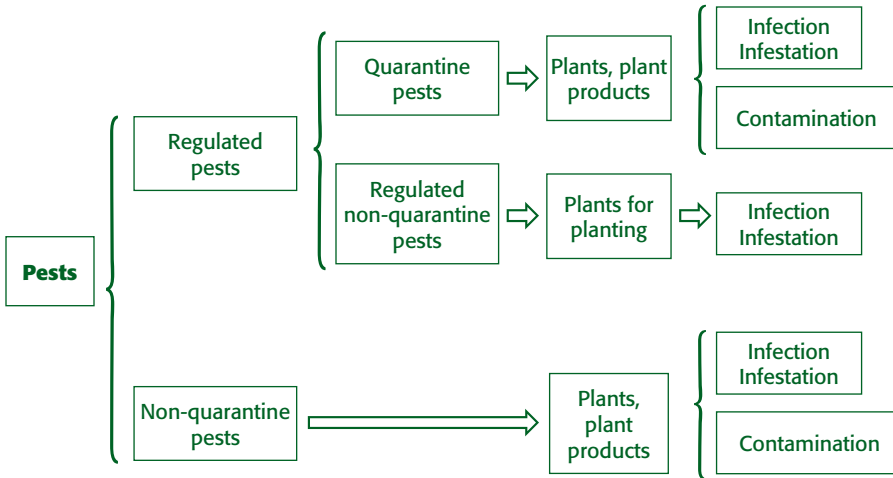 Pests
Regulated
pests
Quarantine
pests
Plants, plant
products
Infection
Infestation
Contamination
Regulated
non-quarantine
pests
Plants for
planting
Infection
Infestation
Non-quarantine
pests
Plants,
plant
products
Infection
Infestation
Contamination